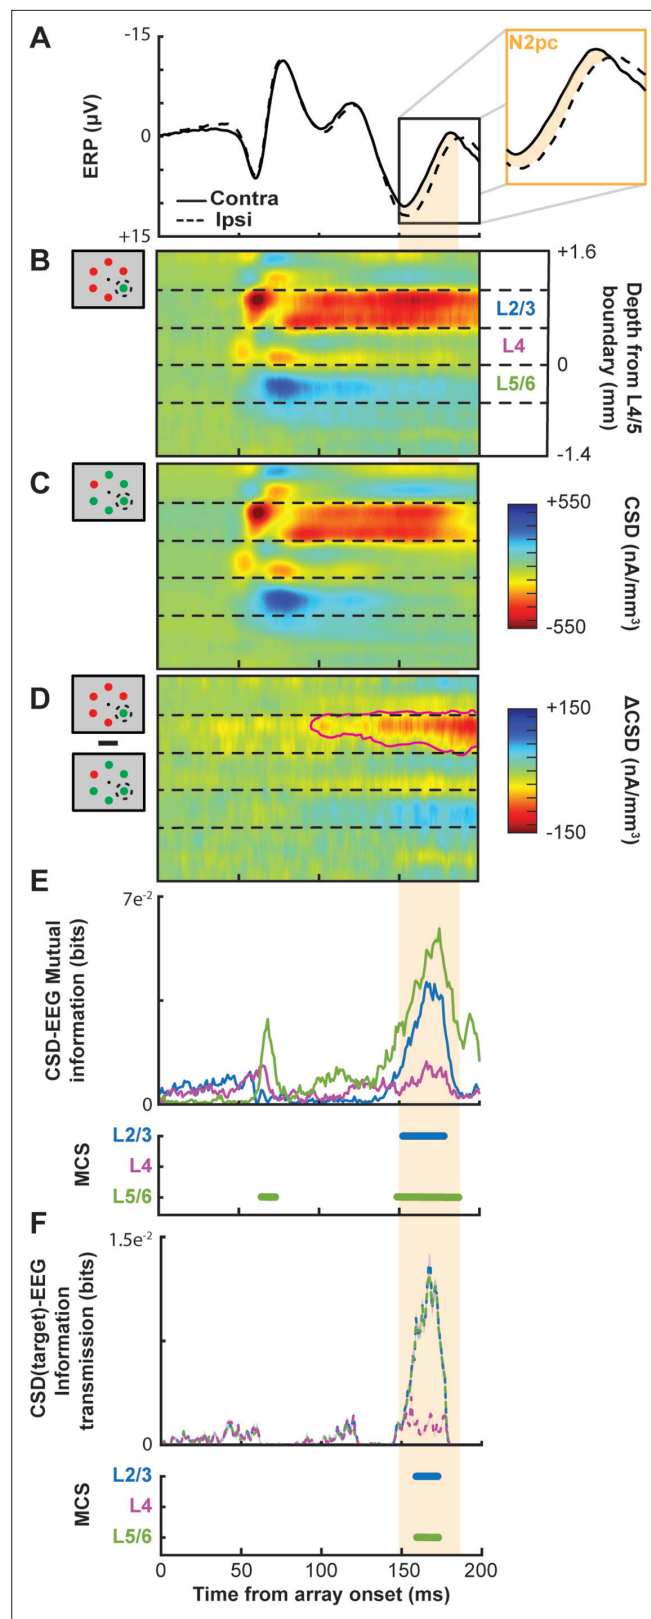 A
-15
ERP (µV)
0
+15
Contra
Ipsi
N2pc
B
+1.6
L2/3
L4
0
L5/6
-1.4
Depth from L4/5
boundary (mm)
C
+550
-550
CSD (nA/mm³)
D
+150
-150
ΔCSD (nA/mm³)
E
7e⁻²
CSD-EEG Mutual
information (bits)
0
MCS
L2/3
L4
L5/6
F
1.5e⁻²
CSD(target)-EEG
Information
transmission (bits)
0
MCS
L2/3
L4
L5/6
0 50 100 150 200
Time from array onset (ms)